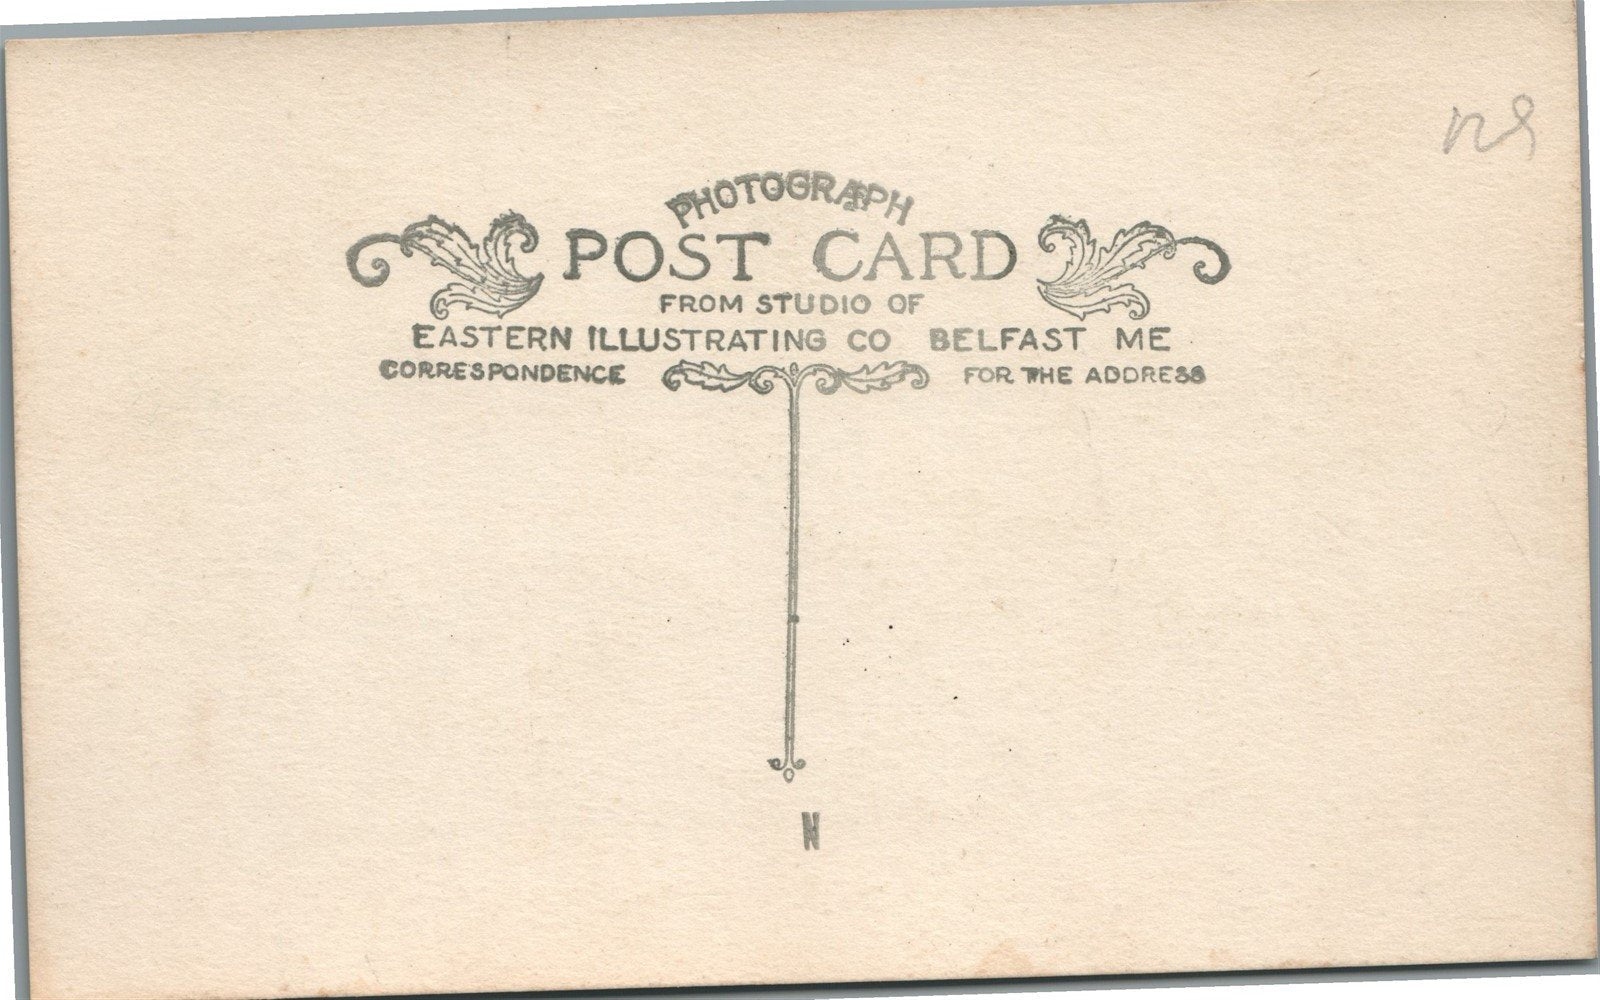 PHOTOGRAPH
POST CARD
FROM STUDIO OF
EASTERN ILLUSTRATING CO BELFAST ME
CORRESPONDENCE FOR THE ADDRESS
N